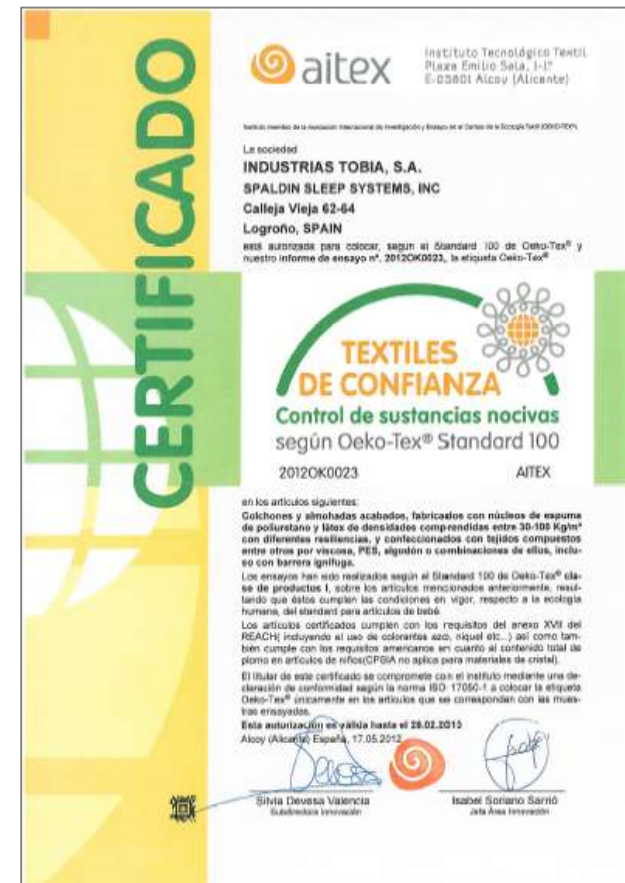 CERTIFICADO
aitex
Instituto Tecnológico Textil
Plaza Emilio Sala, 1-1º
E-03801 Alcoy (Alicante)
La sociedad
INDUSTRIAS TOBIA, S.A.
SPALDIN SLEEP SYSTEMS, INC
Calleja Vieja 62-64
Logroño, SPAIN
está autorizada para colocar, según el Standard 100 de Oeko-Tex® y
nuestro informe de ensayo nº. 2012OK0023, la etiqueta Oeko-Tex®
TEXTILES
DE CONFIANZA
Control de sustancias nocivas
según Oeko-Tex® Standard 100
2012OK0023 AITEX
en los artículos siguientes:
Colchones y almohadas acabados, fabricados con núcleos de espuma
de poliuretano y látex de densidades comprendidas entre 30-100 Kg/m³
con diferentes resiliencias, y confeccionados con tejidos compuestos
entre otros por viscosa, PES, algodón o combinaciones de ellos, inclu-
so con barrera ignífuga.
Los ensayos han sido realizados según el Standard 100 de Oeko-Tex® cla-
se de productos I, sobre los artículos mencionados anteriormente, resul-
tando que éstos cumplen las condiciones en vigor, respecto a la ecología
humana, del standard para artículos de bebé.
Los artículos certificados cumplen con los requisitos del anexo XVII del
REACH( incluyendo el uso de colorantes azo, níquel etc...) así como tam-
bién cumple con los requisitos americanos en cuanto al contenido total de
plomo en artículos de niños(CPSIA no aplica para materiales de cristal).
El titular de este certificado se compromete con el instituto mediante una de-
claración de conformidad según la norma ISO 17050-1 a colocar la etiqueta
Oeko-Tex® únicamente en los artículos que se correspondan con las mues-
tras ensayadas.
Esta autorización es válida hasta el 28.02.2013
Alcoy (Alicante) España, 17.05.2012
Silvia Devesa Valencia
Subdirectora Innovación
Isabel Soriano Sarrió
Jefa Área Innovación